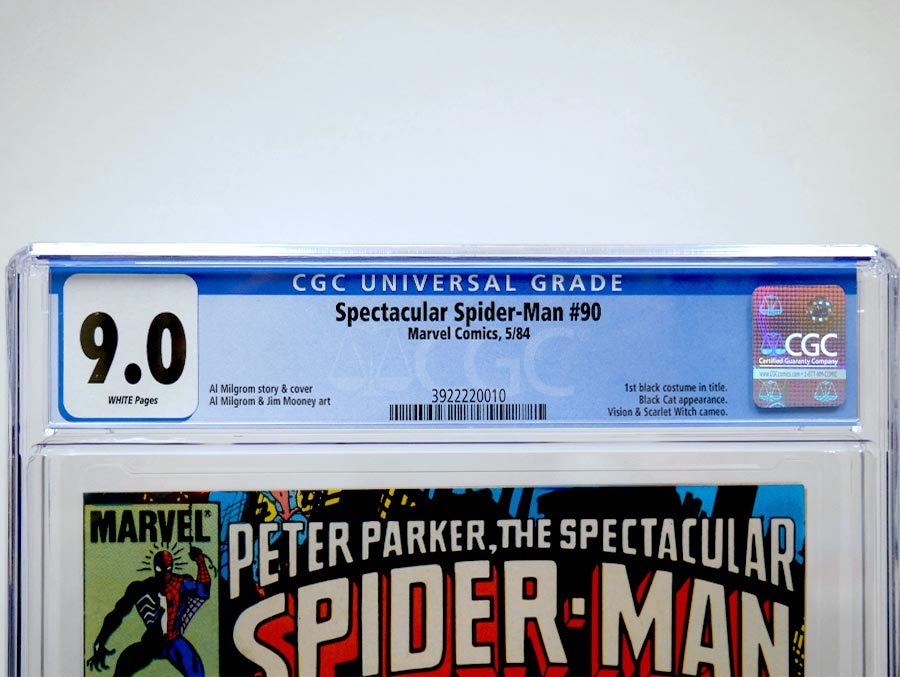 CGC UNIVERSAL GRADE
9.0
WHITE Pages
Spectacular Spider-Man #90
Marvel Comics, 5/84
Al Milgrom story & cover
Al Milgrom & Jim Mooney art
3922220010
1st black costume in title.
Black Cat appearance.
Vision & Scarlet Witch cameo.
CGC
Certified Guaranty Company
MARVEL
PETER PARKER, THE SPECTACULAR
SPIDER-MAN